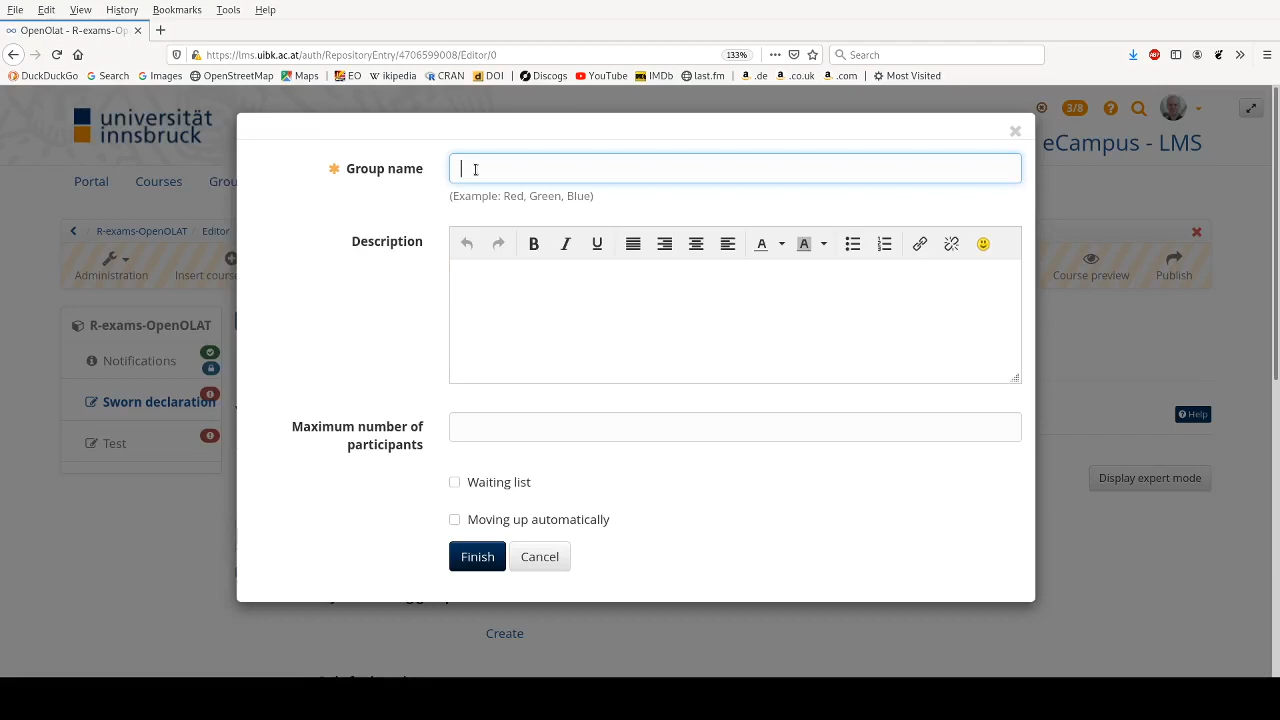 File Edit View History Bookmarks Tools Help
OpenOlat - R-exams-Op
https://lms.uibk.ac.at/auth/RepositoryEntry/4706599008/Editor/0 133% Search
DuckDuckGo Search Images OpenStreetMap Maps EO Wikipedia CRAN DOI Discogs YouTube IMDb last.fm .de .co.uk .com Most Visited
universität
innsbruck
3/8
eCampus - LMS
Portal Courses Grou
R-exams-OpenOLAT Editor
Administration Insert cours Course preview Publish
R-exams-OpenOLAT
Notifications
Sworn declaration
Test
Group name
(Example: Red, Green, Blue)
Description
B I U A A
Maximum number of
participants
Waiting list
Moving up automatically
Finish Cancel
Help
Display expert mode
Create